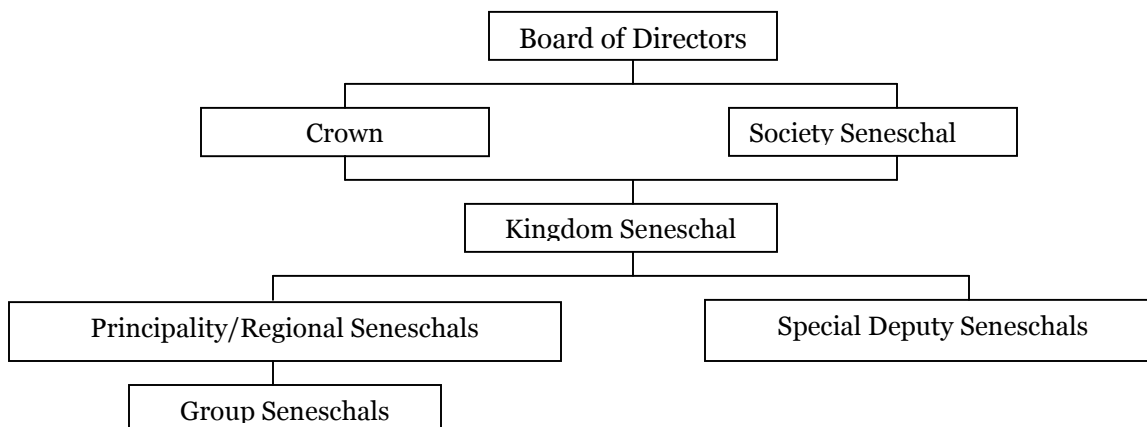 Board of Directors
Crown
Society Seneschal
Kingdom Seneschal
Principality/Regional Seneschals
Special Deputy Seneschals
Group Seneschals